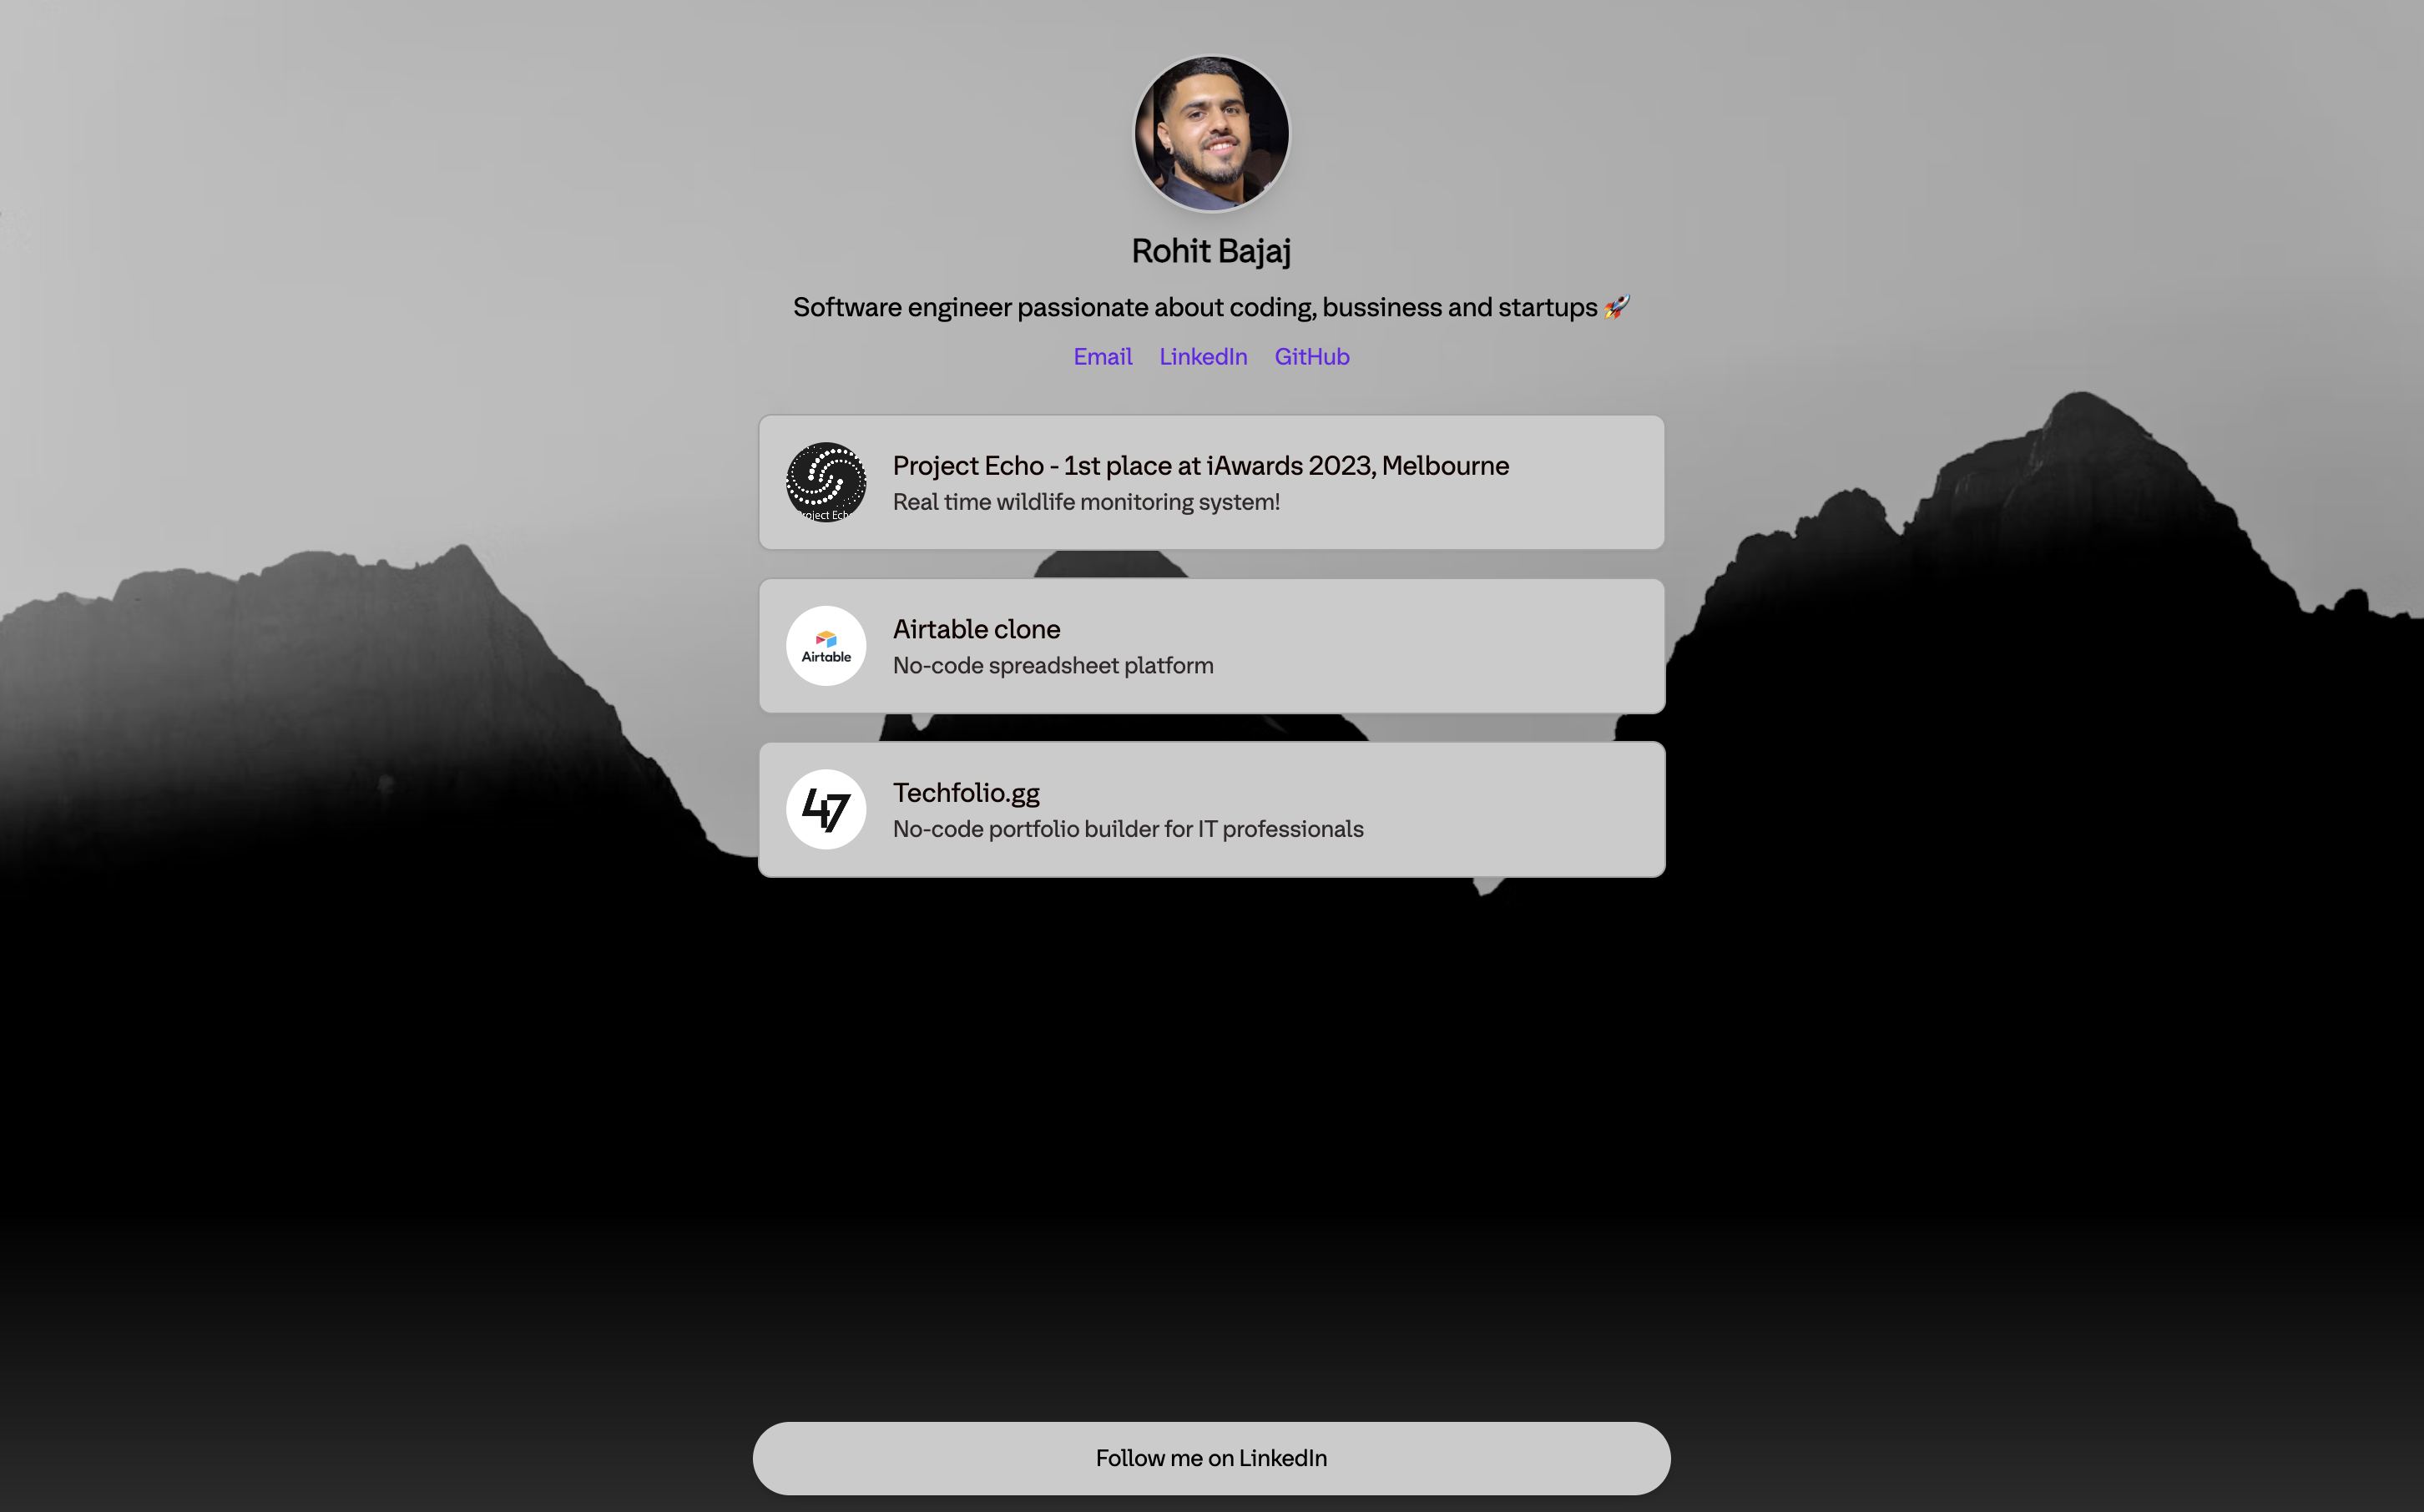 Rohit Bajaj
Software engineer passionate about coding, bussiness and startups 🚀
Email LinkedIn GitHub
Project Echo - 1st place at iAwards 2023, Melbourne
Real time wildlife monitoring system!
roject Ech
Airtable clone
No-code spreadsheet platform
Airtable
Techfolio.gg
No-code portfolio builder for IT professionals
47
Follow me on LinkedIn